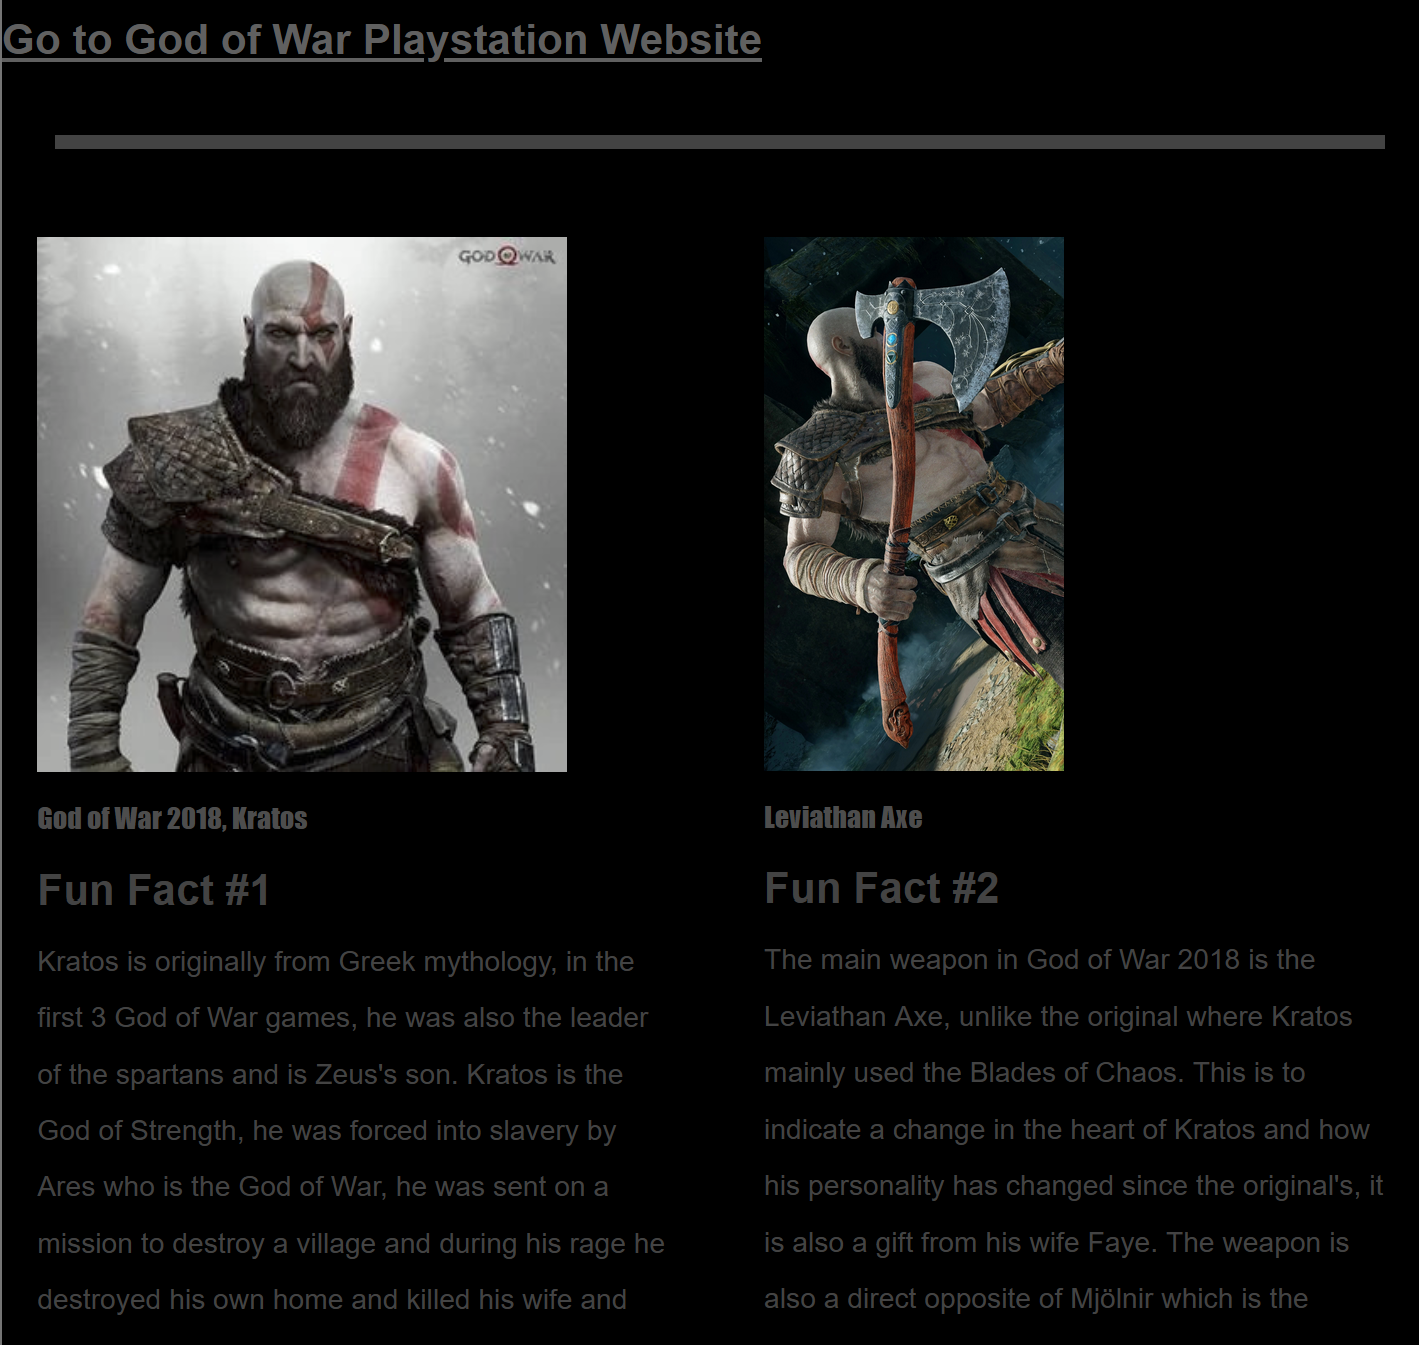 Go to God of War Playstation Website
GOD OF WAR
God of War 2018, Kratos
Fun Fact #1
Kratos is originally from Greek mythology, in the
first 3 God of War games, he was also the leader
of the spartans and is Zeus's son. Kratos is the
God of Strength, he was forced into slavery by
Ares who is the God of War, he was sent on a
mission to destroy a village and during his rage he
destroyed his own home and killed his wife and
Leviathan Axe
Fun Fact #2
The main weapon in God of War 2018 is the
Leviathan Axe, unlike the original where Kratos
mainly used the Blades of Chaos. This is to
indicate a change in the heart of Kratos and how
his personality has changed since the original's, it
is also a gift from his wife Faye. The weapon is
also a direct opposite of Mjölnir which is the